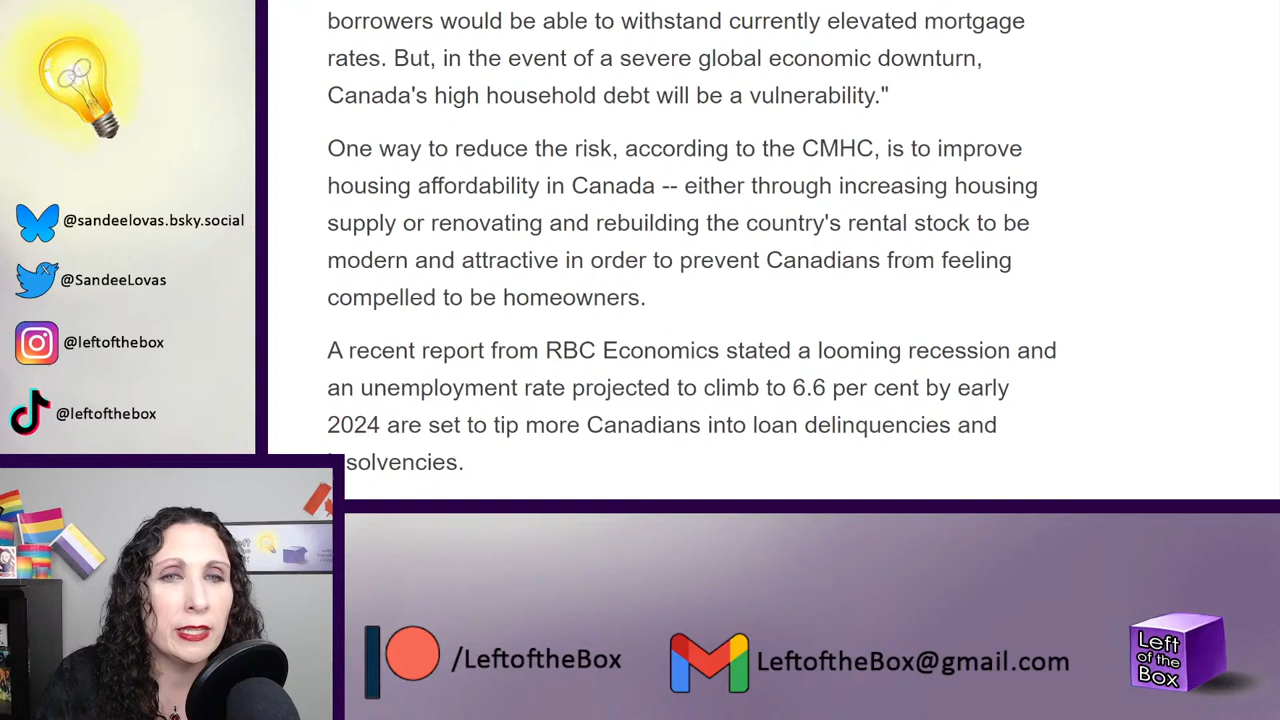 borrowers would be able to withstand currently elevated mortgage
rates. But, in the event of a severe global economic downturn,
Canada's high household debt will be a vulnerability."
One way to reduce the risk, according to the CMHC, is to improve
housing affordability in Canada -- either through increasing housing
supply or renovating and rebuilding the country's rental stock to be
modern and attractive in order to prevent Canadians from feeling
compelled to be homeowners.
A recent report from RBC Economics stated a looming recession and
an unemployment rate projected to climb to 6.6 per cent by early
2024 are set to tip more Canadians into loan delinquencies and
insolvencies.
@sandeelovas.bsky.social
@SandeeLovas
@leftofthebox
@leftofthebox
/LeftoftheBox
LeftoftheBox@gmail.com
Left
of the
Box